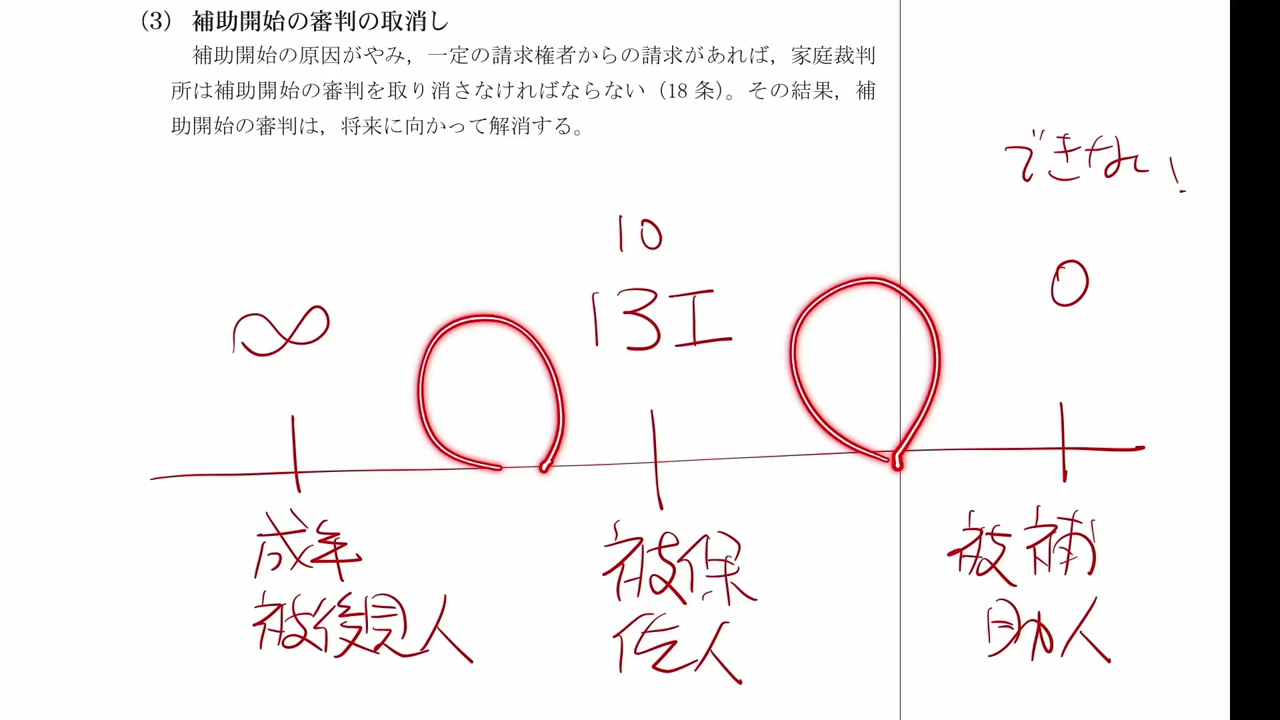 （3） 補助開始の審判の取消し
補助開始の原因がやみ，一定の請求権者からの請求があれば，家庭裁判
所は補助開始の審判を取り消さなければならない（18 条）。その結果，補
助開始の審判は，将来に向かって解消する。
できない！
10
∞ 13I 0
成年 被保 被補
被後見人 佐人 助人